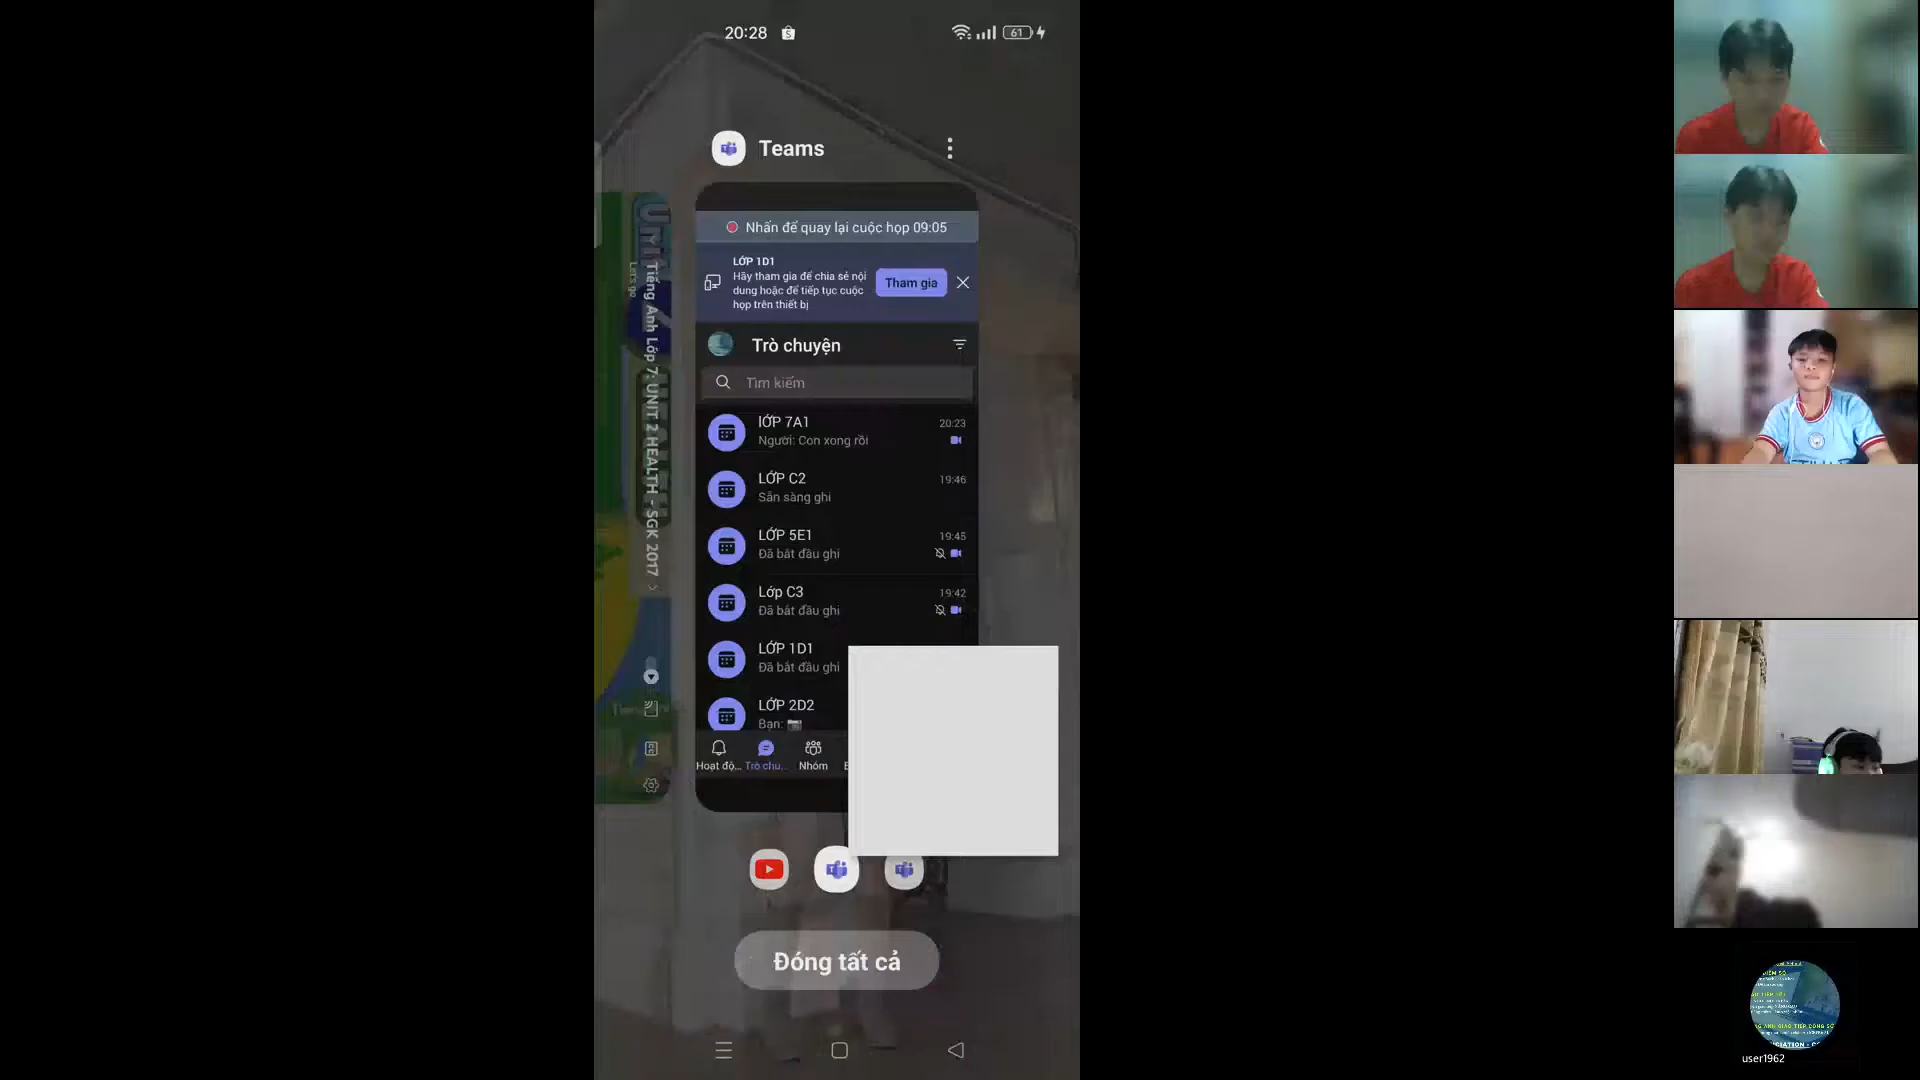 20:28
61
Teams
Nhấn để quay lại cuộc họp 09:05
LỚP 1D1
Hãy tham gia để chia sẻ nội
dung hoặc để tiếp tục cuộc
họp trên thiết bị
Tham gia
Trò chuyện
Tìm kiếm
lỚP 7A1
20:23
Người: Con xong rồi
LỚP C2
19:46
Sẵn sàng ghi
LỚP 5E1
19:45
Đã bắt đầu ghi
Lớp C3
19:42
Đã bắt đầu ghi
LỚP 1D1
Đã bắt đầu ghi
LỚP 2D2
Bạn:
Hoạt độ...
Trò chu...
Nhóm
Tiếng Anh Lớp 7: UNIT 2 HEALTH - SGK 2017
Let's go
Đóng tất cả
user1962